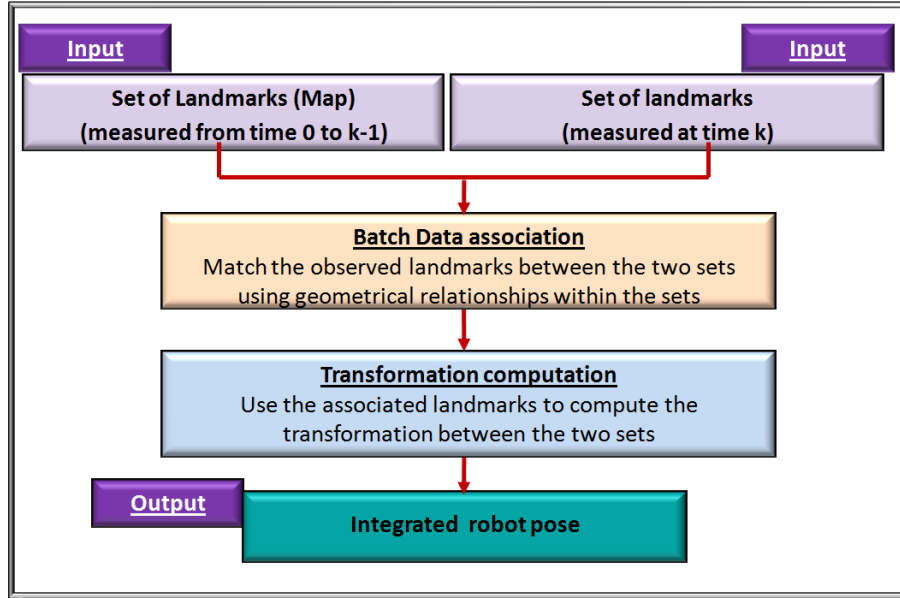 Input
Input
Set of Landmarks (Map)
(measured from time 0 to k-1)
Set of landmarks
(measured at time k)
Batch Data association
Match the observed landmarks between the two sets
using geometrical relationships within the sets
Transformation computation
Use the associated landmarks to compute the
transformation between the two sets
Output
Integrated robot pose